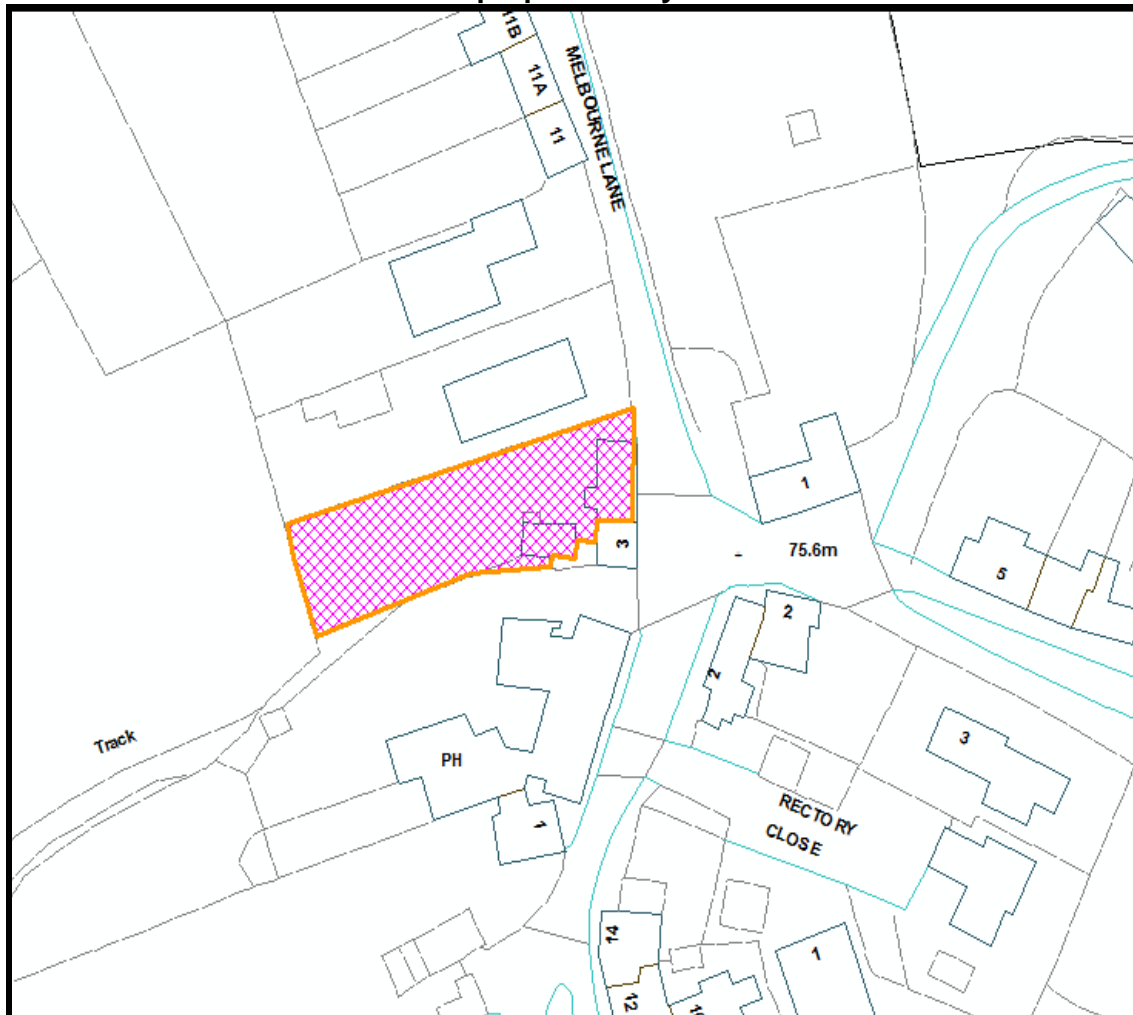 11B
11A
11
MELBOURNE LANE
1
3
75.6m
5
2
2
Track
PH
3
1
RECTORY
CLOSE
14
1
12